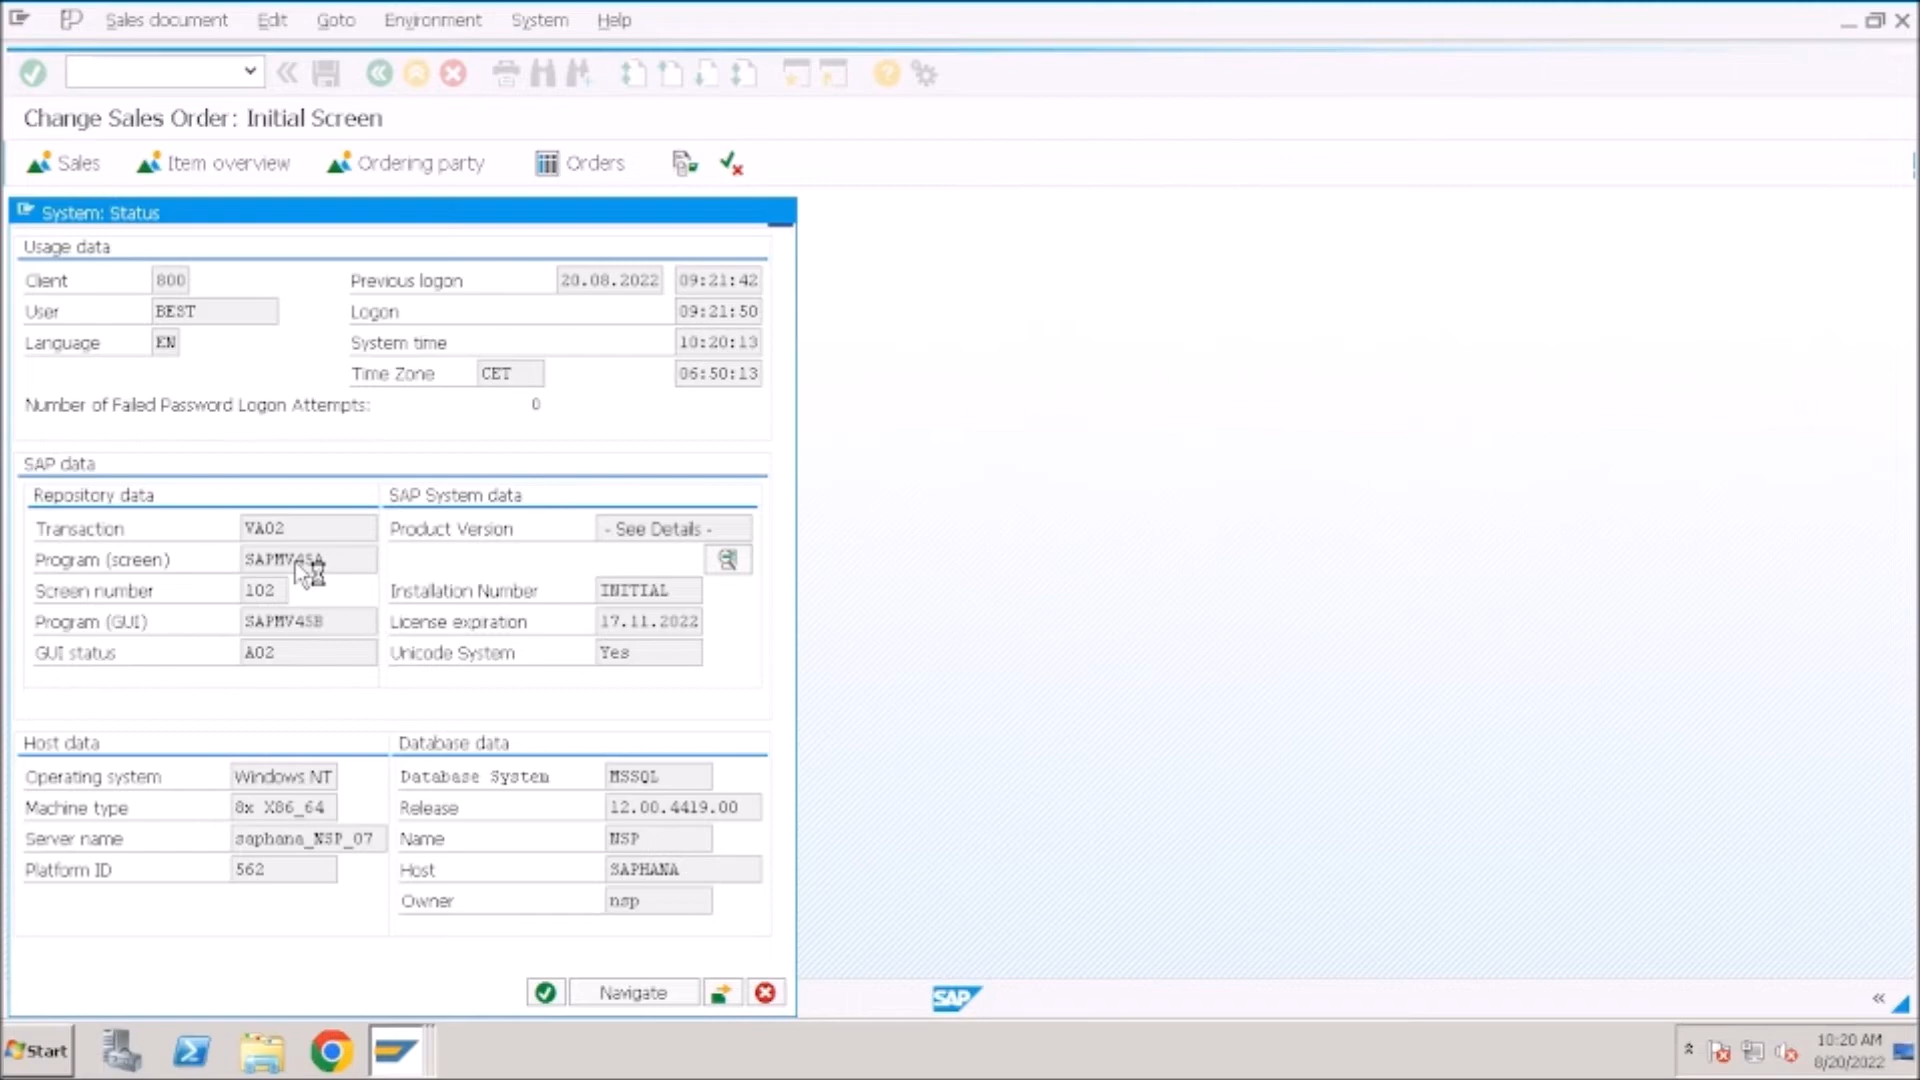 Sales document Edit Goto Environment System Help
Change Sales Order: Initial Screen
Sales Item overview Ordering party Orders
System: Status
Usage data
Client 800 Previous logon 20.08.2022 09:21:42
User BEST Logon 09:21:50
Language EN System time 10:20:13
Time Zone CET 06:50:13
Number of Failed Password Logon Attempts: 0
SAP data
Repository data SAP System data
Transaction VA02 Product Version - See Details -
Program (screen) SAPMV45A
Screen number 102 Installation Number INITIAL
Program (GUI) SAPMV45B License expiration 17.11.2022
GUI status A02 Unicode System Yes
Host data Database data
Operating system Windows NT Database System MSSQL
Machine type 8x X86_64 Release 12.00.4419.00
Server name saphana_NSP_07 Name NSP
Platform ID 562 Host SAPHANA
Owner nsp
Navigate
SAP
Start
10:20 AM
8/20/2022